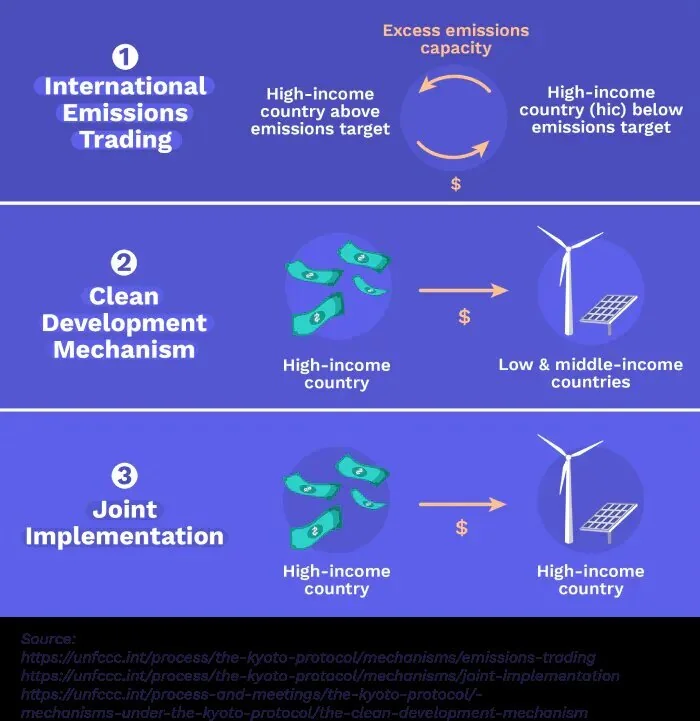 1
International
Emissions
Trading
Excess emissions
capacity
High-income
country above
emissions target
High-income
country (hic) below
emissions target
$
2
Clean
Development
Mechanism
High-income
country
$
Low & middle-income
countries
3
Joint
Implementation
High-income
country
$
High-income
country
Source:
https://unfccc.int/process/the-kyoto-protocol/mechanisms/emissions-trading
https://unfccc.int/process/the-kyoto-protocol/mechanisms/joint-implementation
https://unfccc.int/process-and-meetings/the-kyoto-protocol/-
mechanisms-under-the-kyoto-protocol/the-clean-development-mechanism